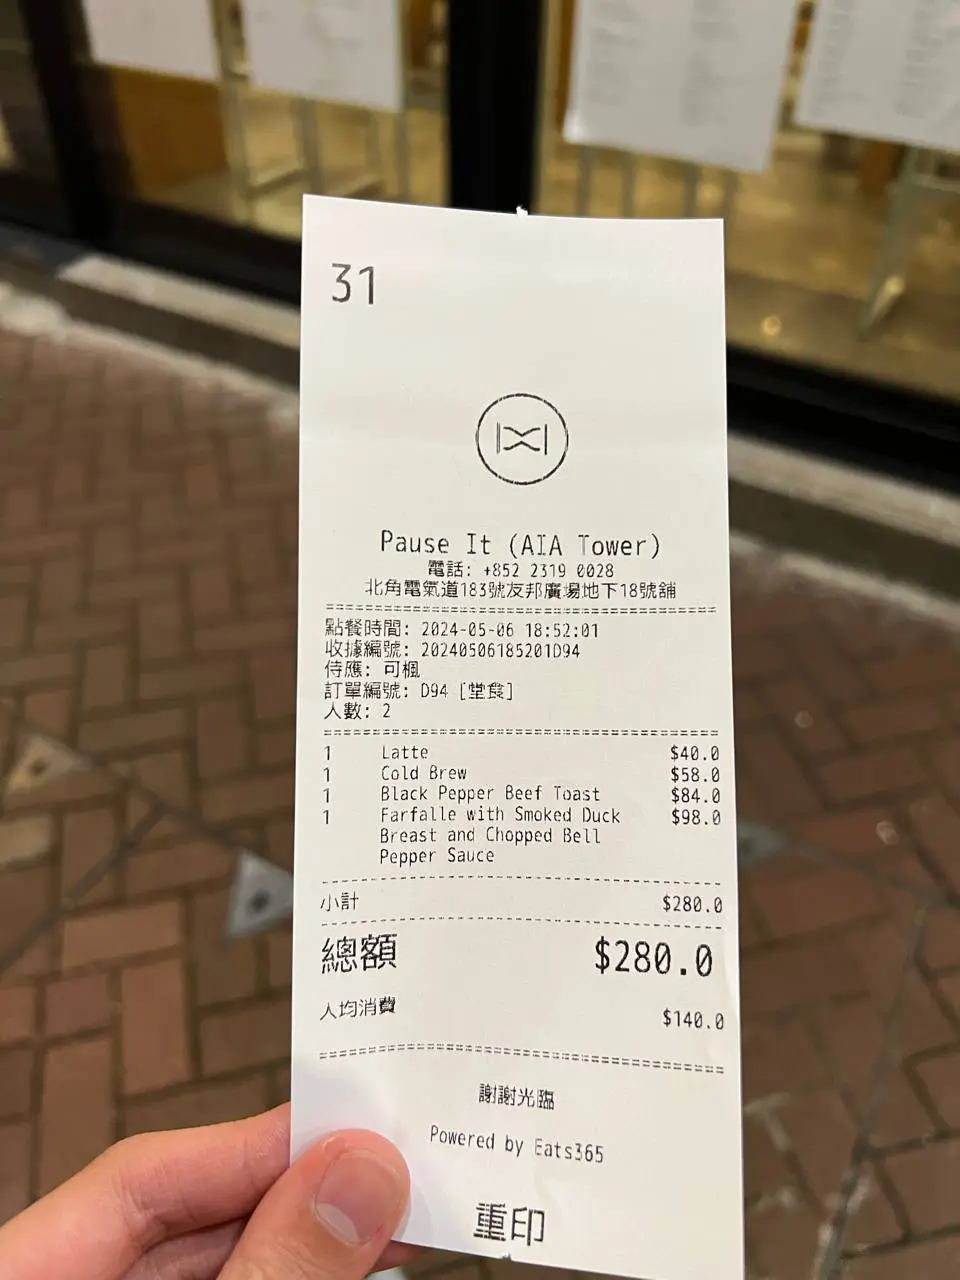 31
Pause It (AIA Tower)
電話: +852 2319 0028
北角電氣道183號友邦廣場地下18號舖
點餐時間: 2024-05-06 18:52:01
收據編號: 20240506185201D94
侍應: 可楓
訂單編號: D94 [堂食]
人數: 2
1 Latte $40.0
1 Cold Brew $58.0
1 Black Pepper Beef Toast $84.0
1 Farfalle with Smoked Duck $98.0
Breast and Chopped Bell
Pepper Sauce
小計 $280.0
總額 $280.0
人均消費 $140.0
謝謝光臨
Powered by Eats365
重印